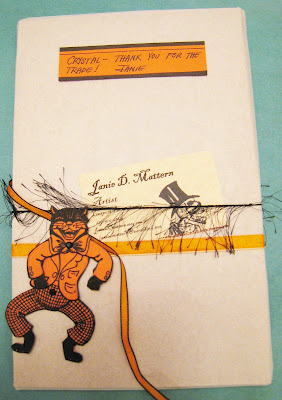 CRYSTAL— THANK YOU FOR THE
TRADE! —JANIE
Janie D. Mattern
Artist